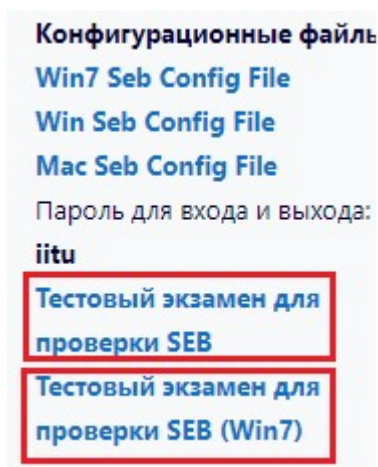 Конфигурационные файлы
Win7 Seb Config File
Win Seb Config File
Mac Seb Config File
Пароль для входа и выхода:
iitu
Тестовый экзамен для
проверки SEB
Тестовый экзамен для
проверки SEB (Win7)